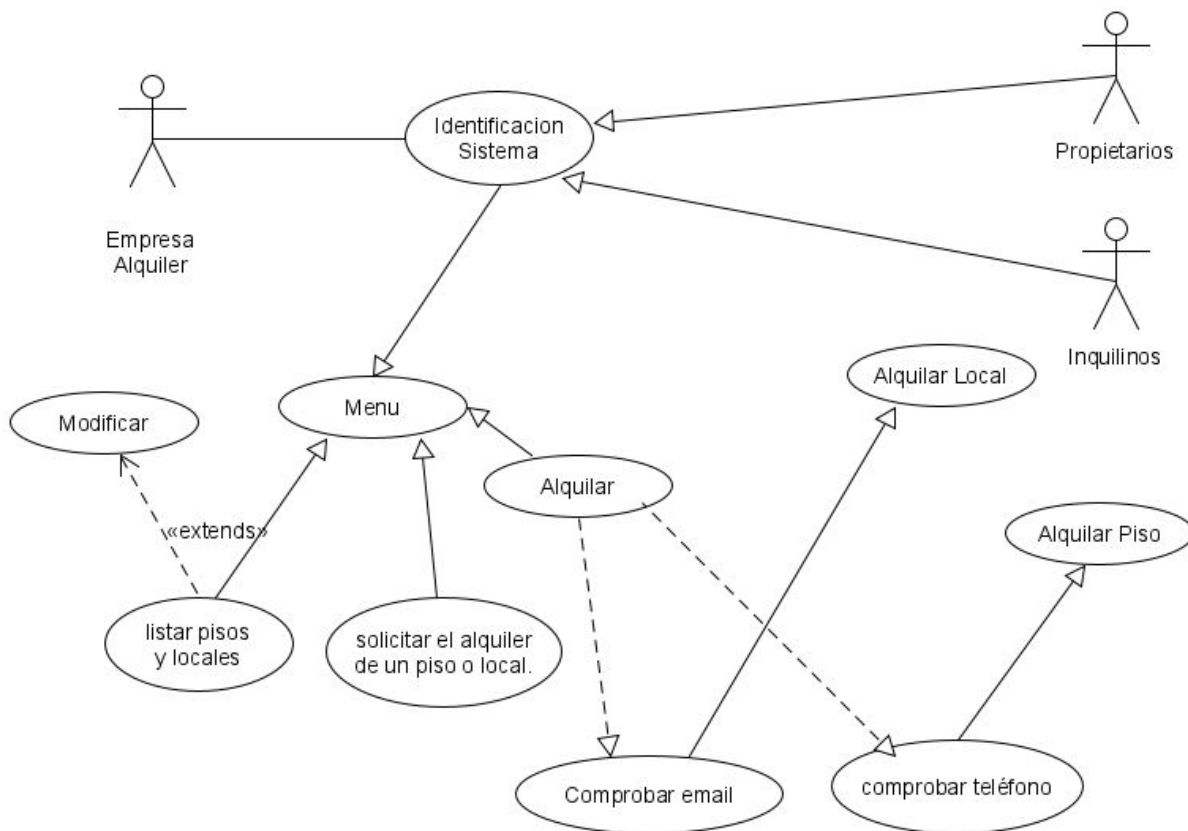 Identificacion
Sistema
Propietarios
Empresa
Alquiler
Inquilinos
Alquilar Local
Menu
Modificar
Alquilar
Alquilar Piso
«extends»
listar pisos
y locales
solicitar el alquiler
de un piso o local.
Comprobar email
comprobar teléfono